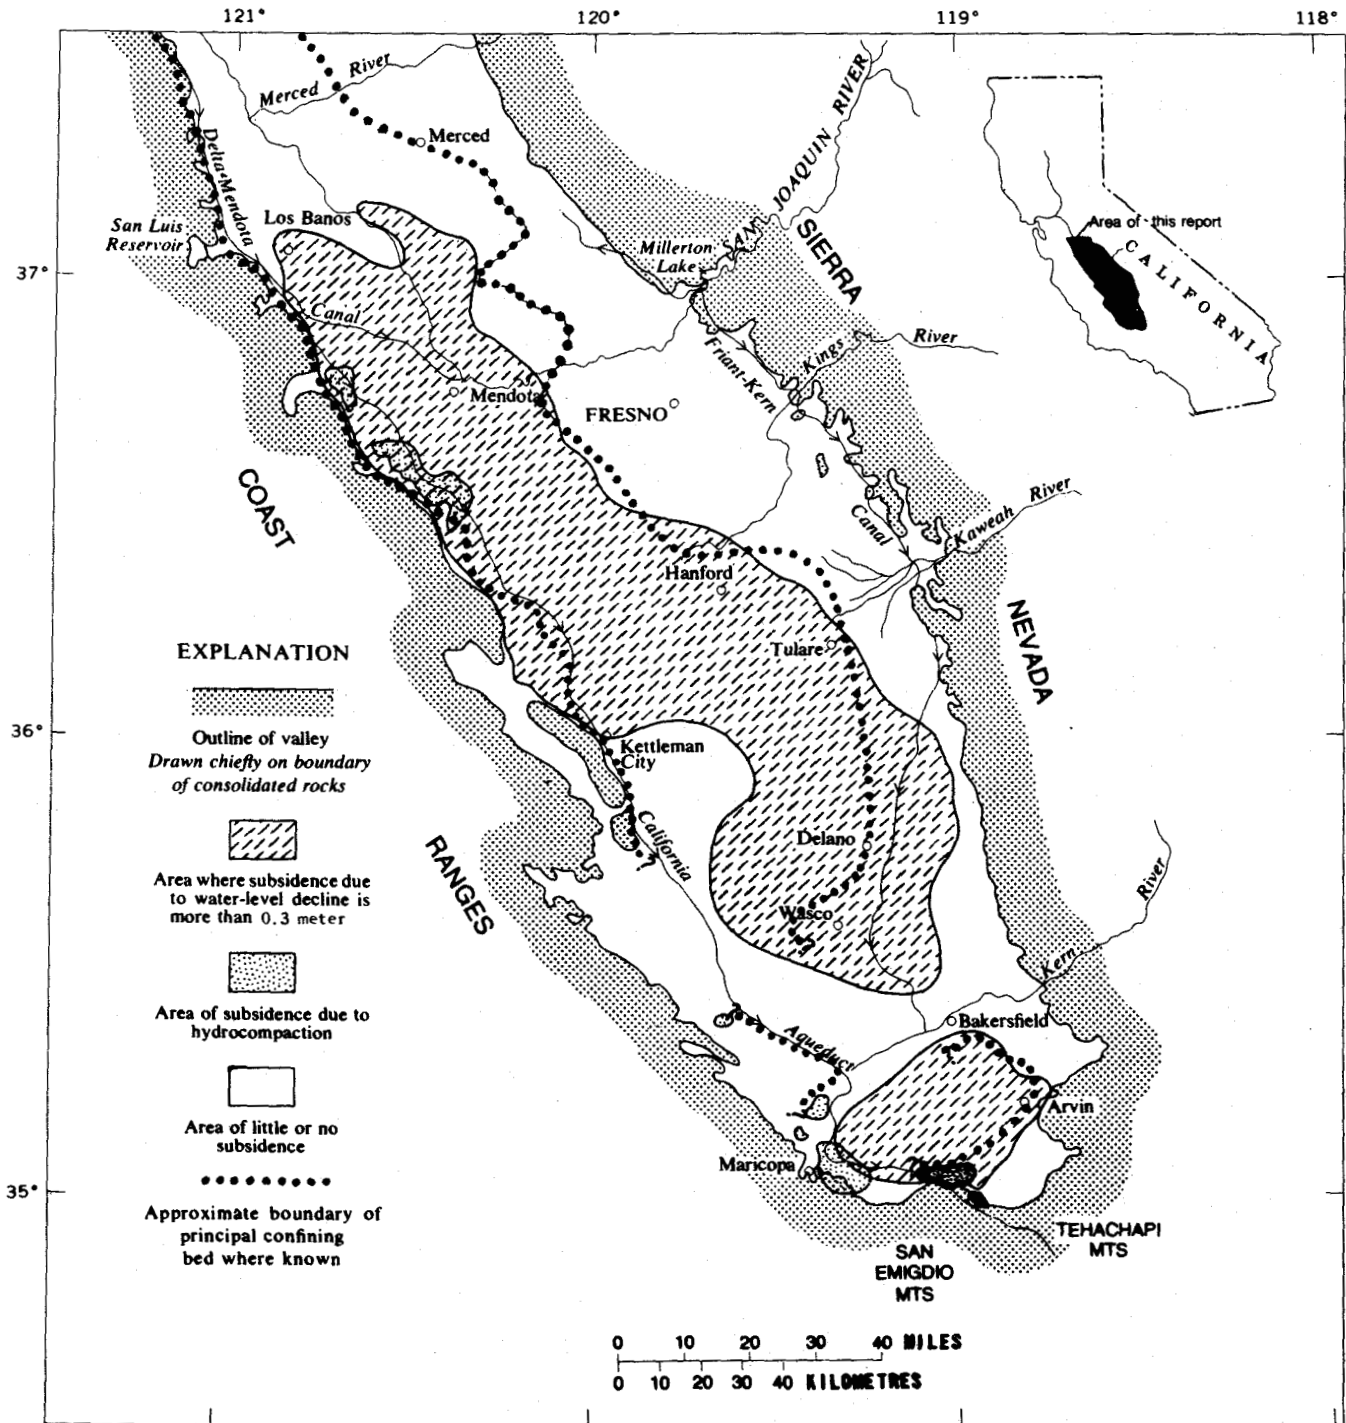 121°
120°
119°
118°
Merced River
Merced
Delta-Mendota
Canal
San Luis
Reservoir
Los Banos
37°
Millerton
Lake
SAN JOAQUIN RIVER
SIERRA
NEVADA
Area of this report
CALIFORNIA
Kings River
Friant-Kern
Canal
Mendota
FRESNO
COAST
RANGES
Kaweah River
Hanford
Tulare
36°
Kettleman
City
California
Aqueduct
Delano
Wasco
Kern River
Bakersfield
Arvin
Maricopa
35°
TEHACHAPI
MTS
SAN
EMIGDIO
MTS
EXPLANATION
Outline of valley
Drawn chiefly on boundary
of consolidated rocks
Area where subsidence due
to water-level decline is
more than 0.3 meter
Area of subsidence due to
hydrocompaction
Area of little or no
subsidence
Approximate boundary of
principal confining
bed where known
?
?
?
?
0 10 20 30 40 MILES
0 10 20 30 40 KILOMETRES